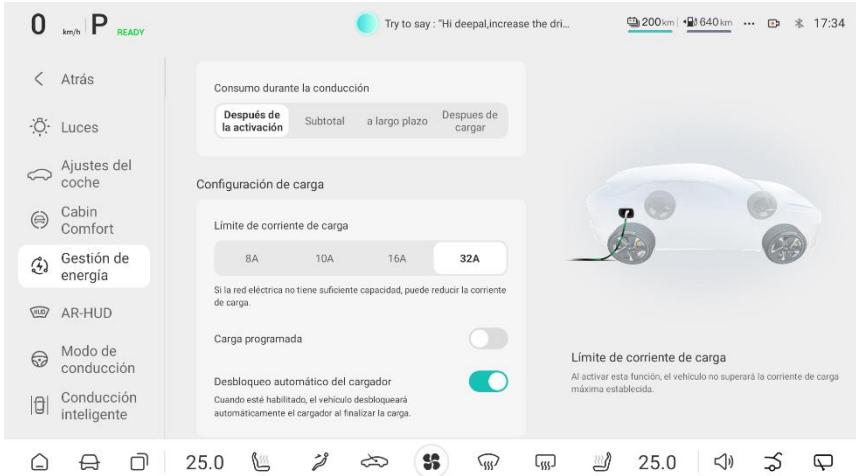 0 km/h P READY
Try to say : "Hi deepal,increase the dri...
200km 640km ... 17:34
Atrás
Luces
Ajustes del
coche
Cabin
Comfort
Gestión de
energía
HUD AR-HUD
Modo de
conducción
Conducción
inteligente
Consumo durante la conducción
Después de
la activación
Subtotal
a largo plazo
Despues de
cargar
Configuración de carga
Límite de corriente de carga
8A 10A 16A 32A
Si la red eléctrica no tiene suficiente capacidad, puede reducir la corriente
de carga.
Carga programada
Desbloqueo automático del cargador
Cuando esté habilitado, el vehículo desbloqueará
automáticamente el cargador al finalizar la carga.
Límite de corriente de carga
Al activar esta función, el vehículo no superará la corriente de carga
máxima establecida.
25.0 25.0